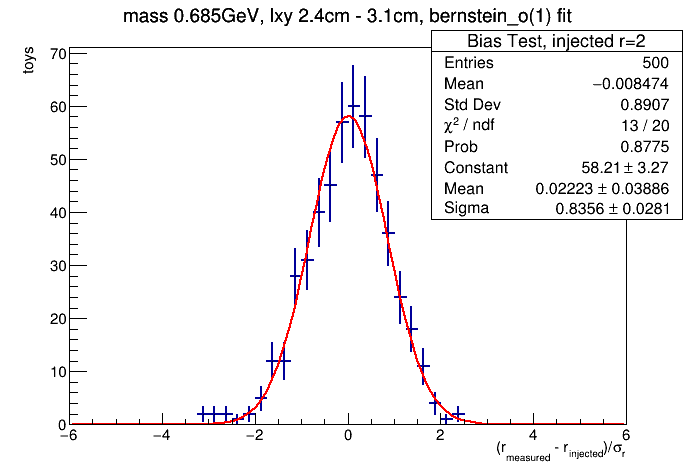 mass 0.685GeV, lxy 2.4cm - 3.1cm, bernstein_o(1) fit
toys
Bias Test, injected r=2
Entries 500
Mean −0.008474
Std Dev 0.8907
χ² / ndf 13 / 20
Prob 0.8775
Constant 58.21 ± 3.27
Mean 0.02223 ± 0.03886
Sigma 0.8356 ± 0.0281
70
60
50
40
30
20
10
0
−6 −4 −2 0 2 4 6
(r_measured - r_injected)/σ_r